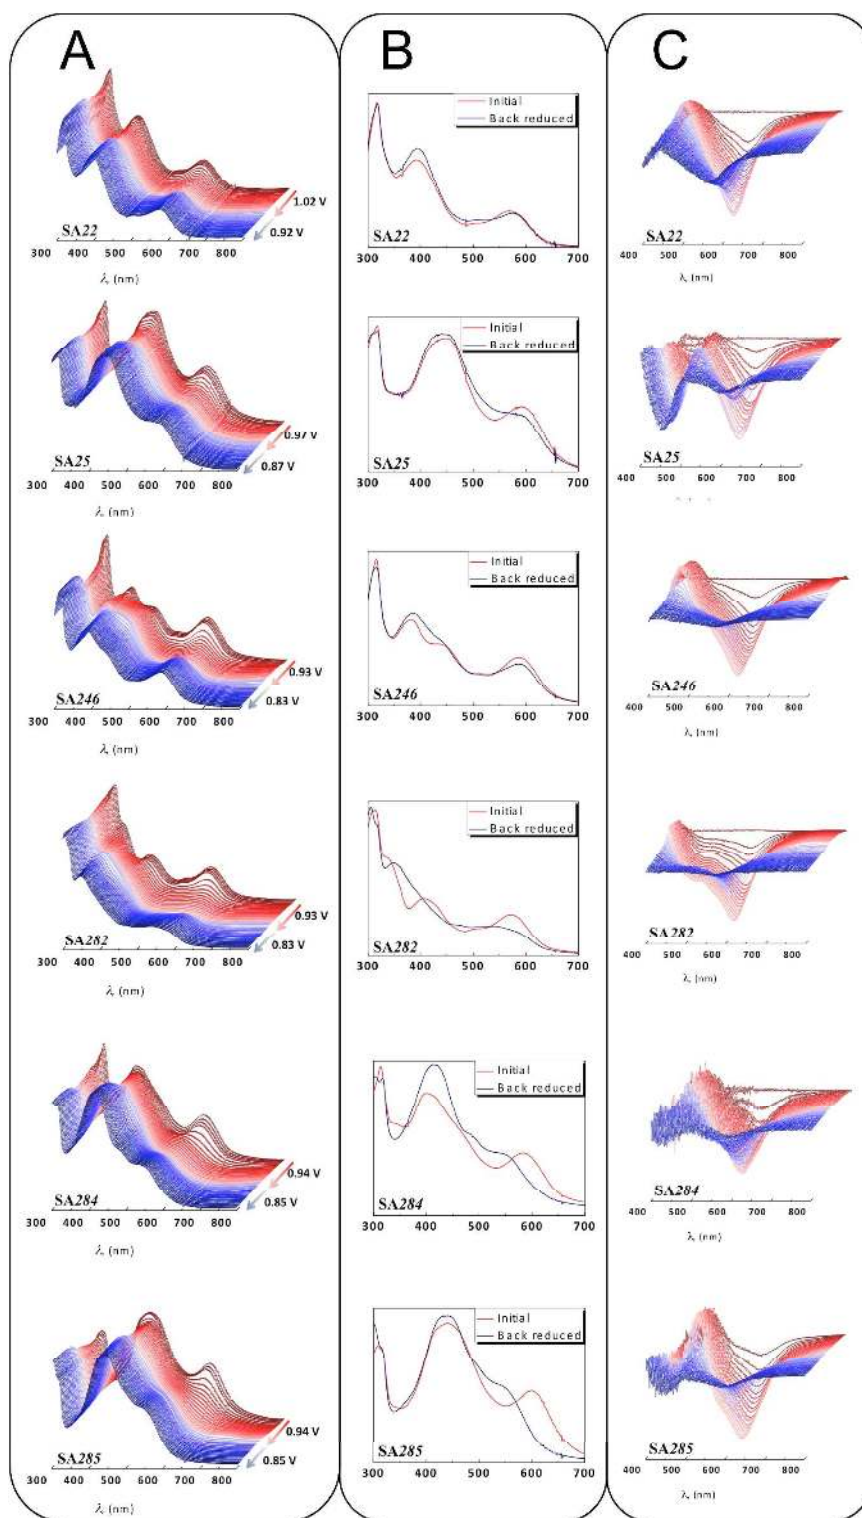 A
1.02 V
0.92 V
SA22
300 400 500 600 700 800
λ, (nm)
0.97 V
0.87 V
SA25
300 400 500 600 700 800
λ, (nm)
0.93 V
0.83 V
SA246
300 400 500 600 700 800
λ, (nm)
0.93 V
0.83 V
SA282
300 400 500 600 700 800
λ, (nm)
0.94 V
0.85 V
SA284
300 400 500 600 700 800
λ, (nm)
0.94 V
0.85 V
SA285
300 400 500 600 700 800
λ, (nm)
B
Initial
Back reduced
SA22
300 400 500 600 700
Initial
Back reduced
SA25
300 400 500 600 700
Initial
Back reduced
SA246
300 400 500 600 700
Initial
Back reduced
SA282
300 400 500 600 700
Initial
Back reduced
SA284
300 400 500 600 700
Initial
Back reduced
SA285
300 400 500 600 700
C
SA22
400 500 600 700 800
λ, (nm)
SA25
400 500 600 700 800
SA246
400 500 600 700 800
λ, (nm)
SA282
400 500 600 700 800
λ, (nm)
SA284
400 500 600 700 800
λ, (nm)
SA285
400 500 600 700 800
λ, (nm)